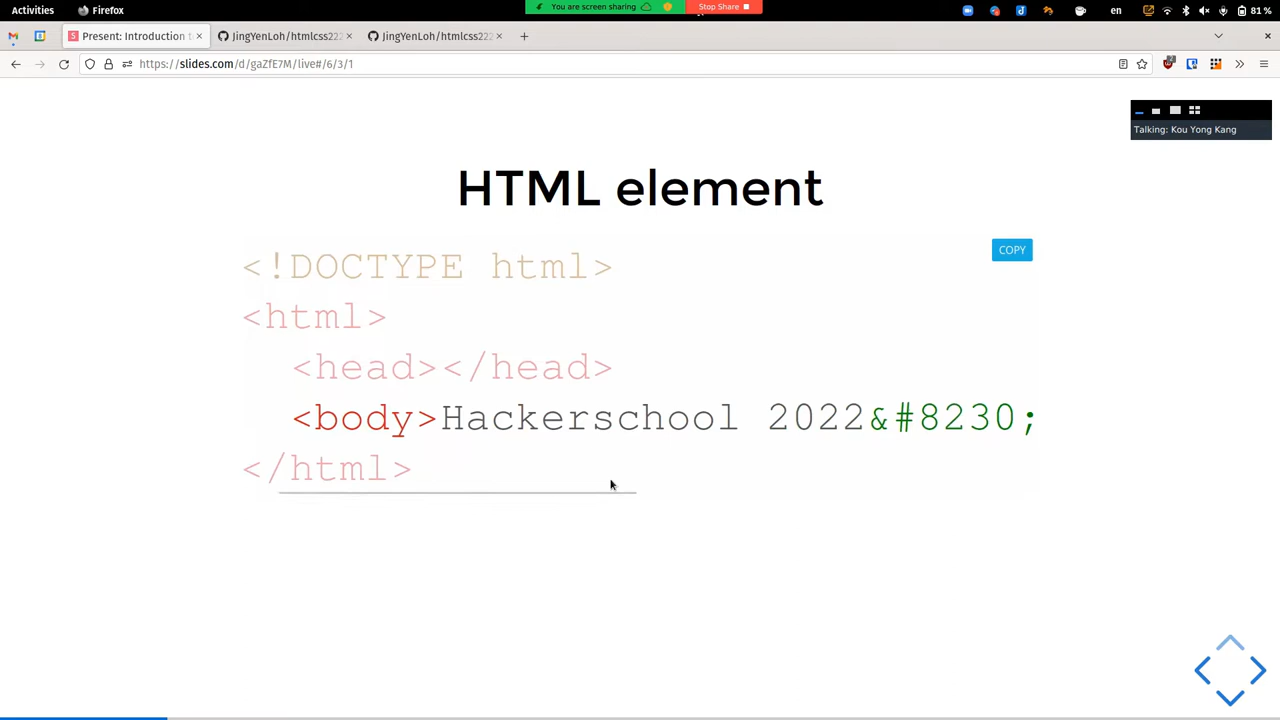 Activities
Firefox
You are screen sharing
Stop Share
en
81 %
Present: Introduction t
JingYenLoh/htmlcss222
JingYenLoh/htmlcss222
https://slides.com/d/gaZfE7M/live#/6/3/1
Talking: Kou Yong Kang
HTML element
COPY
<!DOCTYPE html>
<html>
<head></head>
<body>Hackerschool 2022&#8230;
</html>